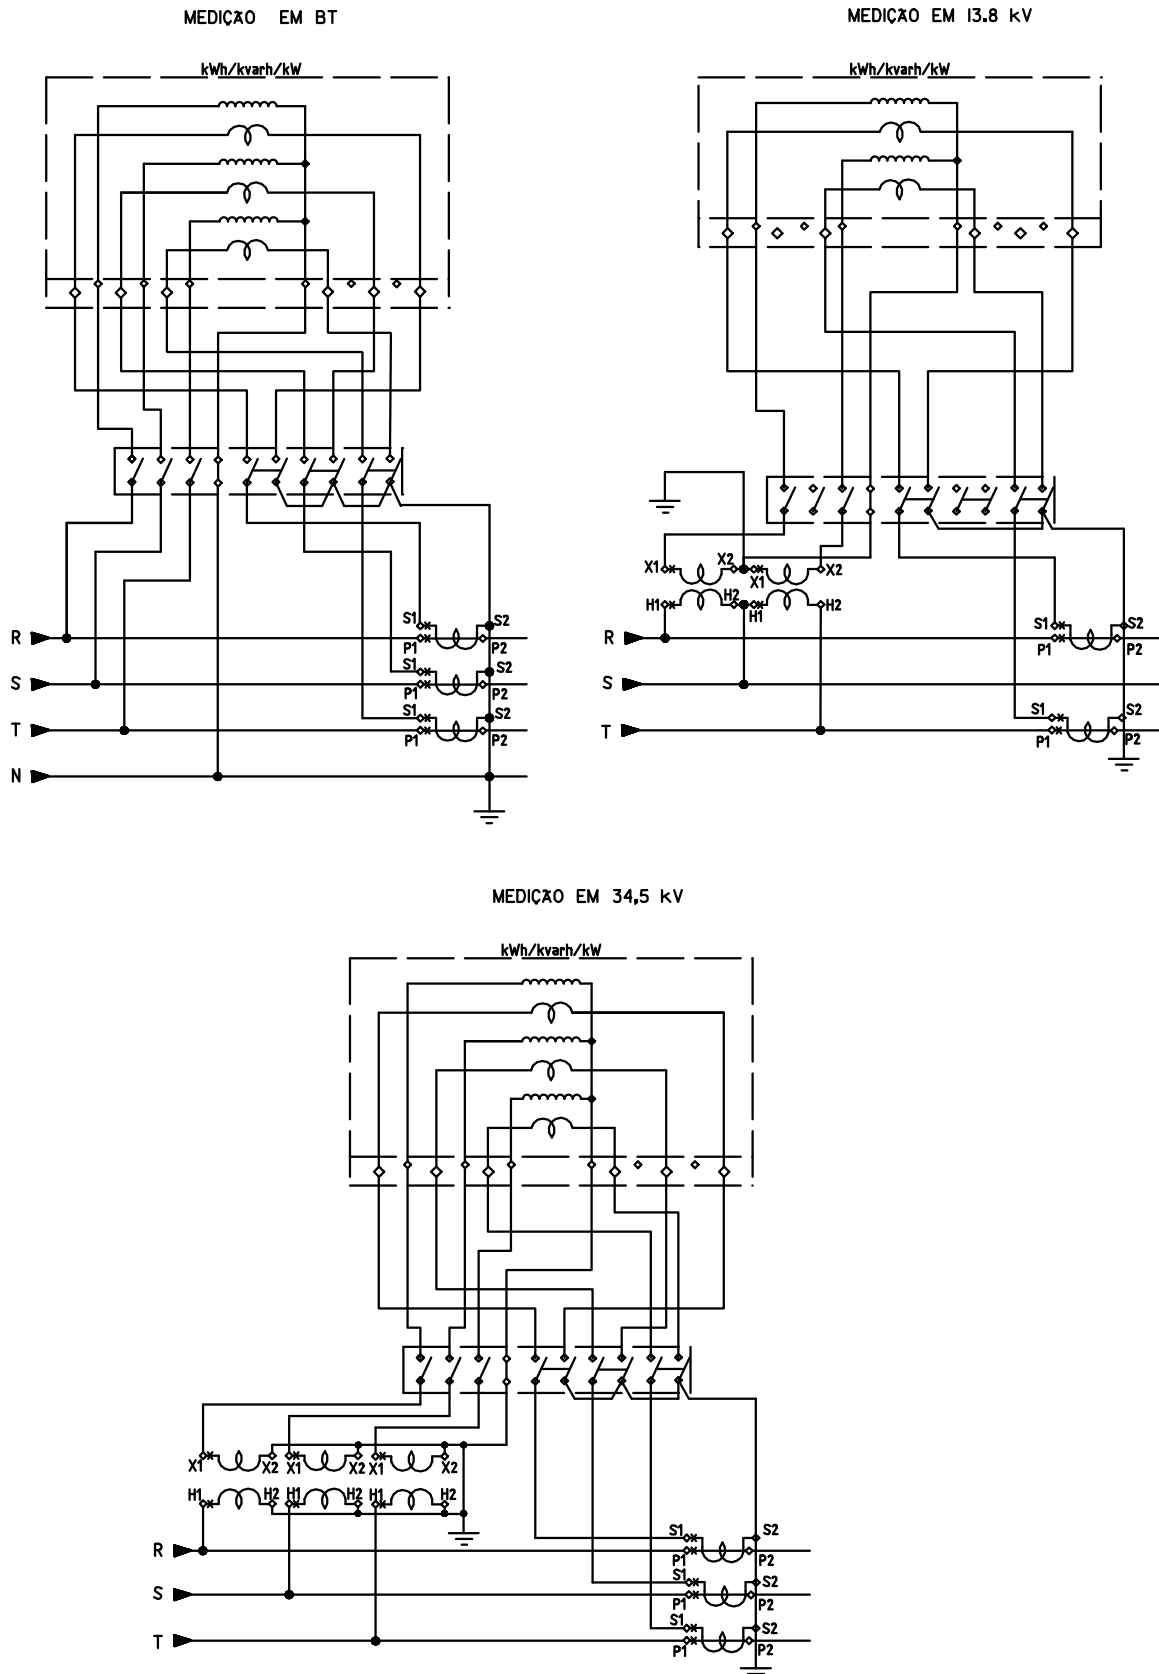 MEDIÇÃO EM BT
kWh/kvarh/kW
S1 S2
R
P1 P2
S1 S2
S
P1 P2
S1 S2
T
P1 P2
N
MEDIÇÃO EM 13.8 kV
kWh/kvarh/kW
X1 X2 X1 X2
H1 H2 H1 H2
S1 S2
R
P1 P2
S
S1 S2
T
P1 P2
MEDIÇÃO EM 34,5 kV
kWh/kvarh/kW
X1 X2 X1 X2 X1 X2
H1 H2 H1 H2 H1 H2
S1 S2
R
P1 P2
S1 S2
S
P1 P2
S1 S2
T
P1 P2